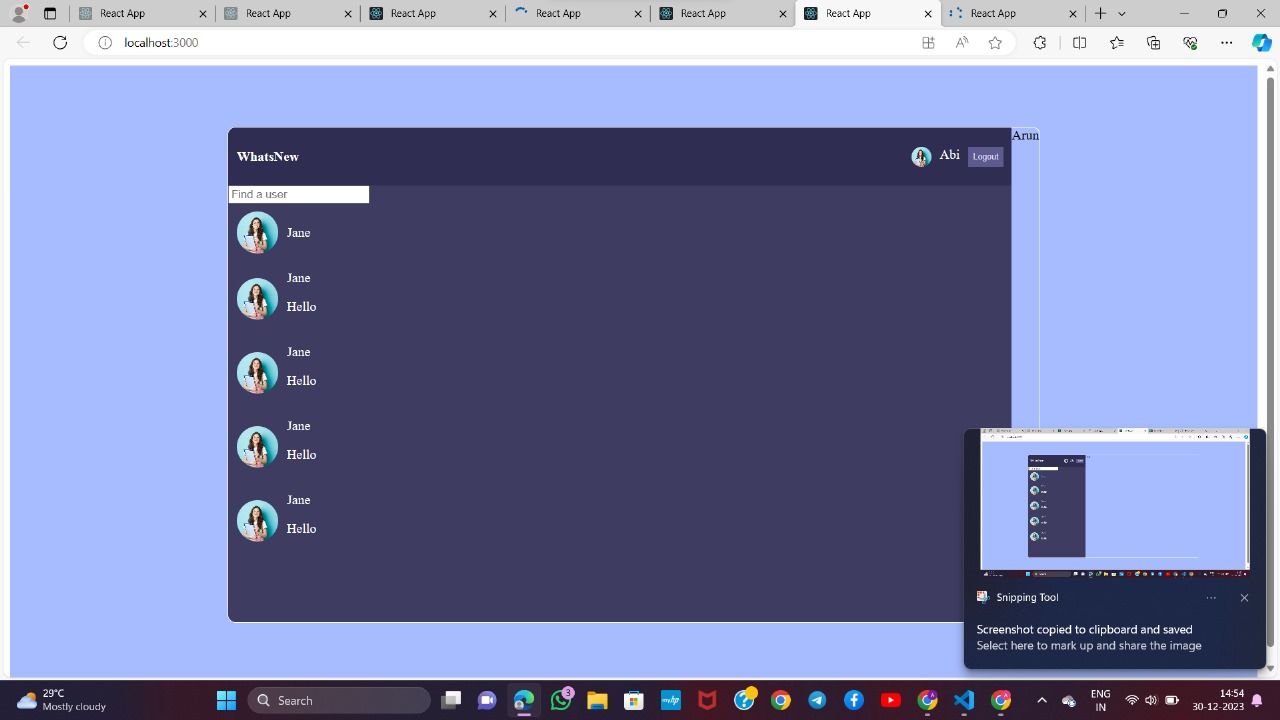 React App React App React App React App React App React App React App
localhost:3000
WhatsNew
Abi
Logout
Arun
Find a user
Jane
Jane
Hello
Jane
Hello
Jane
Hello
Jane
Hello
Snipping Tool
Screenshot copied to clipboard and saved
Select here to mark up and share the image
29°C
Mostly cloudy
Search
3
ENG
IN
14:54
30-12-2023